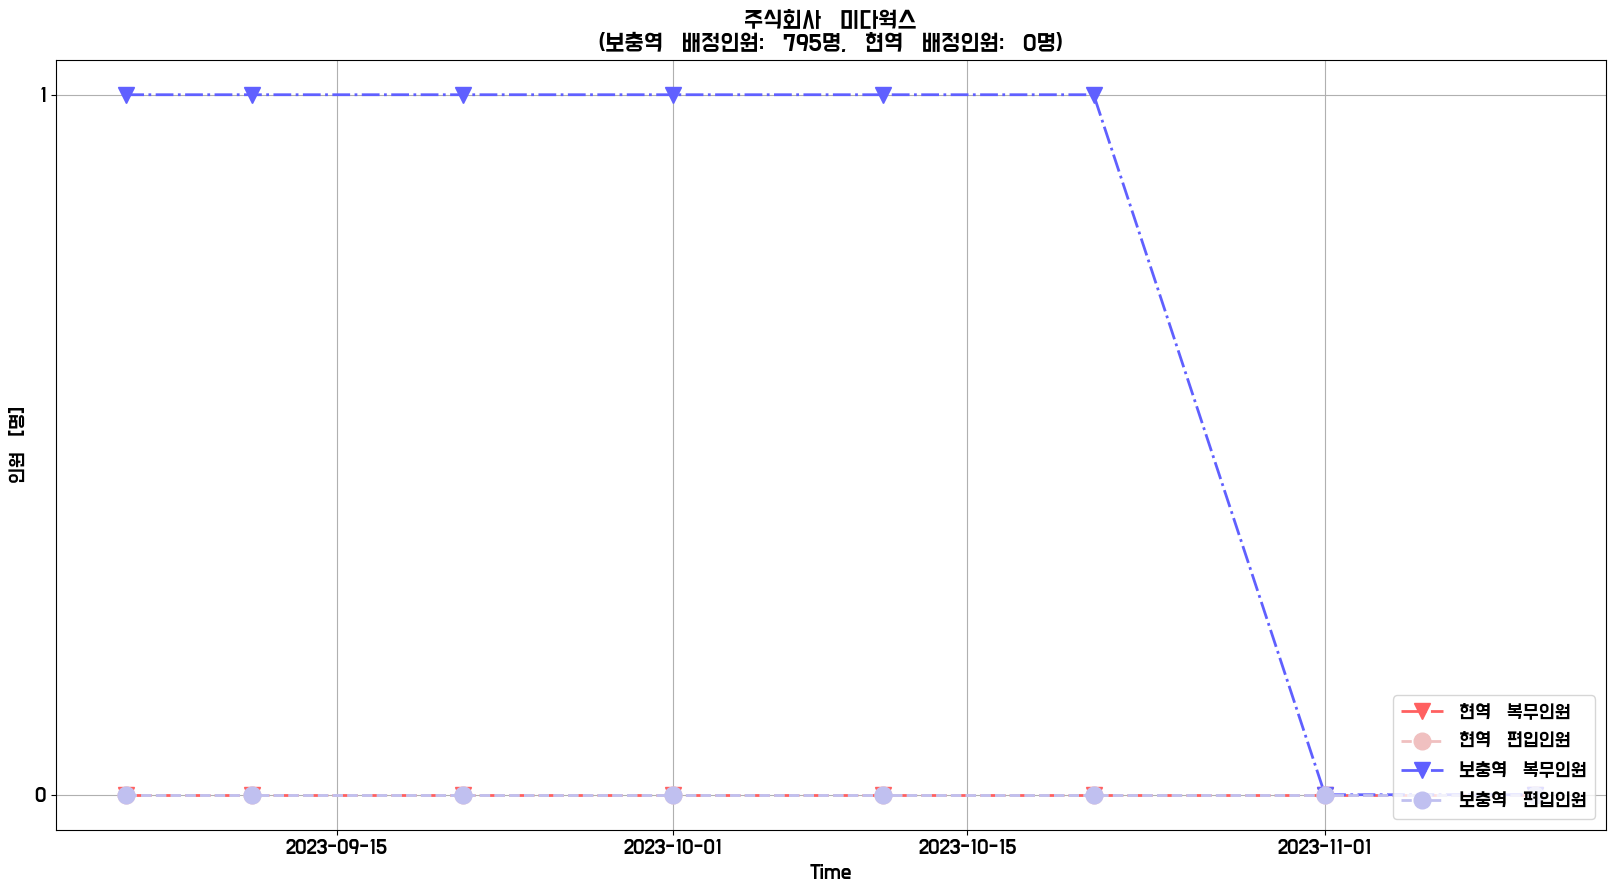 주식회사 미다웍스
(보충역 배정인원: 795명, 현역 배정인원: 0명)
1
0
인원 [명]
2023-09-15
2023-10-01
2023-10-15
2023-11-01
Time
현역 복무인원
현역 편입인원
보충역 복무인원
보충역 편입인원